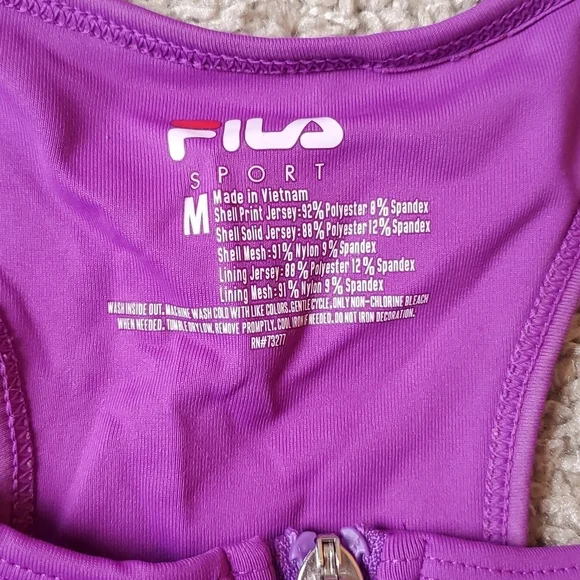 FILA
SPORT
M
Made in Vietnam
Shell Print Jersey:92% Polyester 8% Spandex
Shell Solid Jersey:88% Polyester 12% Spandex
Shell Mesh:91% Nylon 9% Spandex
Lining Jersey:88% Polyester 12% Spandex
Lining Mesh:91% Nylon 9% Spandex
WASH INSIDE OUT. MACHINE WASH COLD WITH LIKE COLORS. GENTLE CYCLE. ONLY NON-CHLORINE BLEACH
WHEN NEEDED. TUMBLE DRY LOW. REMOVE PROMPTLY. COOL IRON IF NEEDED. DO NOT IRON DECORATION.
RN#73277